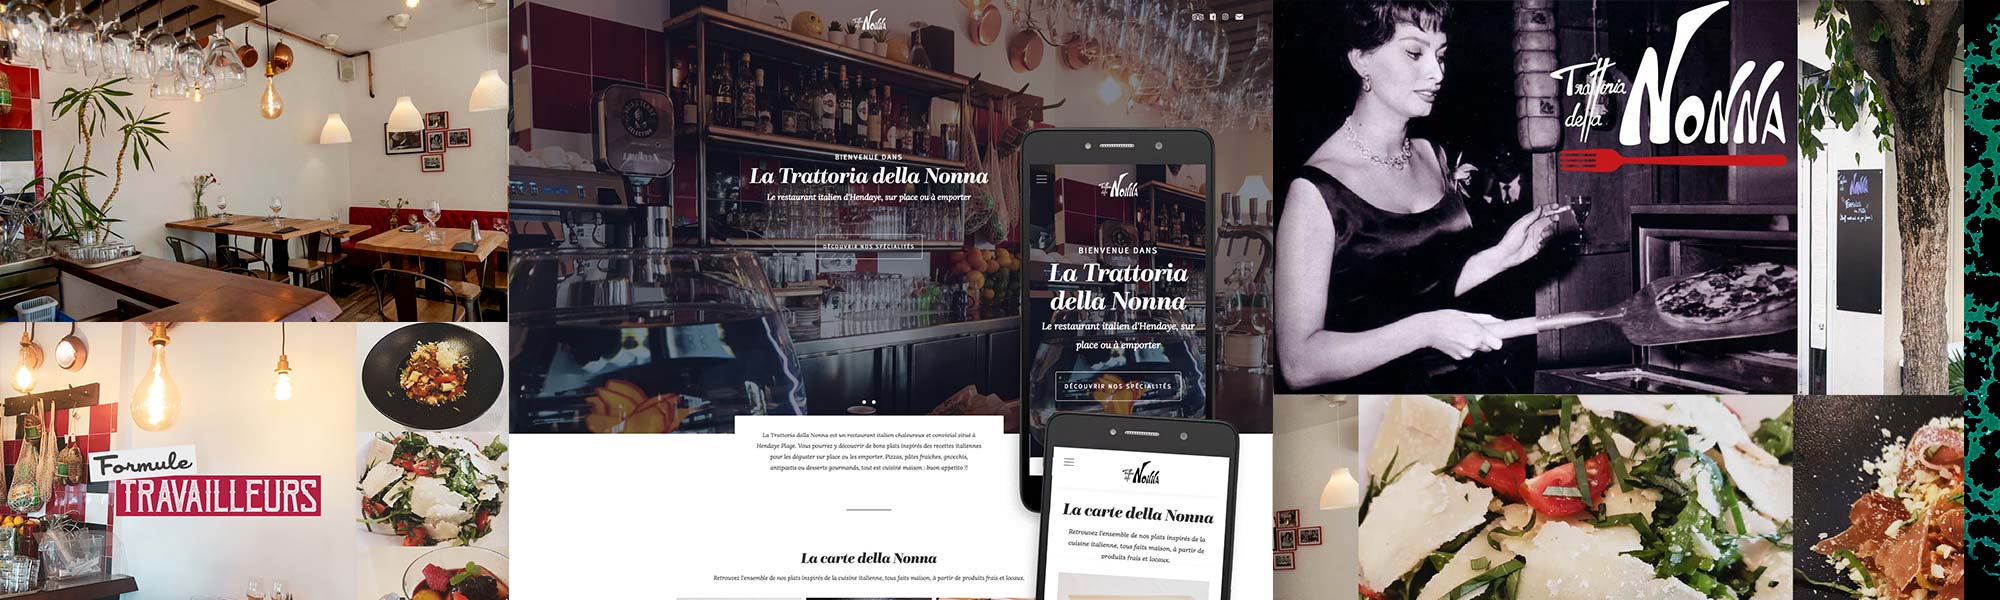 Formule
TRAVAILLEURS
Trattoria della Nonna
BIENVENUE DANS
La Trattoria della Nonna
Le restaurant italien d'Hendaye, sur place ou à emporter
DÉCOUVRIR NOS SPÉCIALITÉS
La Trattoria della Nonna est un restaurant italien chaleureux et convivial situé à
Hendaye Plage. Vous pourrez y découvrir de bons plats inspirés des recettes italiennes
pour les déguster sur place ou les emporter. Pizzas, pâtes fraîches, gnocchis,
antipastis ou desserts gourmands, tout est cuisiné maison : buon appetito !!
La carte della Nonna
Retrouvez l'ensemble de nos plats inspirés de la cuisine italienne, tous faits maison, à partir de produits frais et locaux.
Trattoria della Nonna
BIENVENUE DANS
La Trattoria
della Nonna
Le restaurant italien d'Hendaye, sur
place ou à emporter
DÉCOUVRIR NOS SPÉCIALITÉS
Trattoria della Nonna
La carte della Nonna
Retrouvez l'ensemble de nos plats inspirés de la
cuisine italienne, tous faits maison, à partir de
produits frais et locaux.
Trattoria
della
NONNA
NONNA